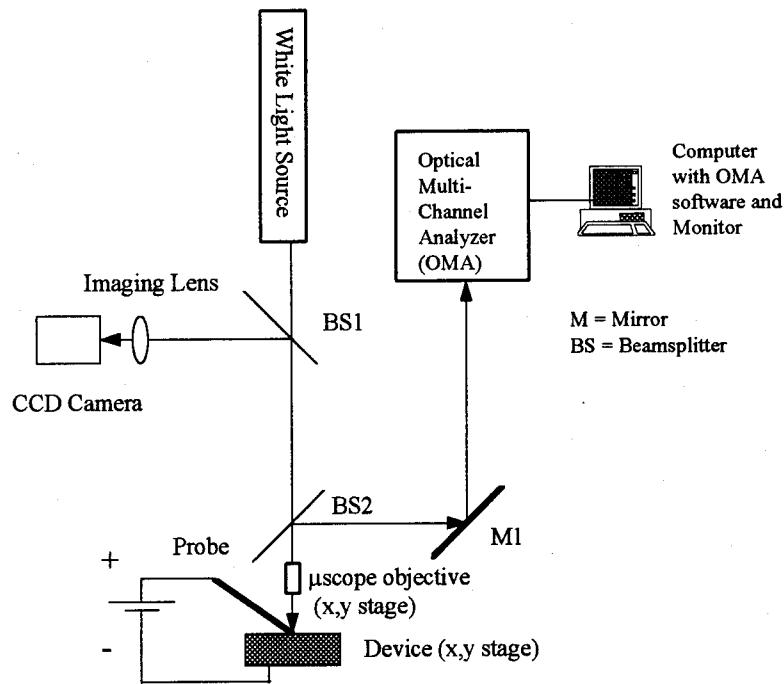 White Light Source
Optical
Multi-
Channel
Analyzer
(OMA)
Computer
with OMA
software and
Monitor
Imaging Lens
BS1
M = Mirror
BS = Beamsplitter
CCD Camera
BS2
M1
Probe
+
μscope objective
(x,y stage)
-
Device (x,y stage)